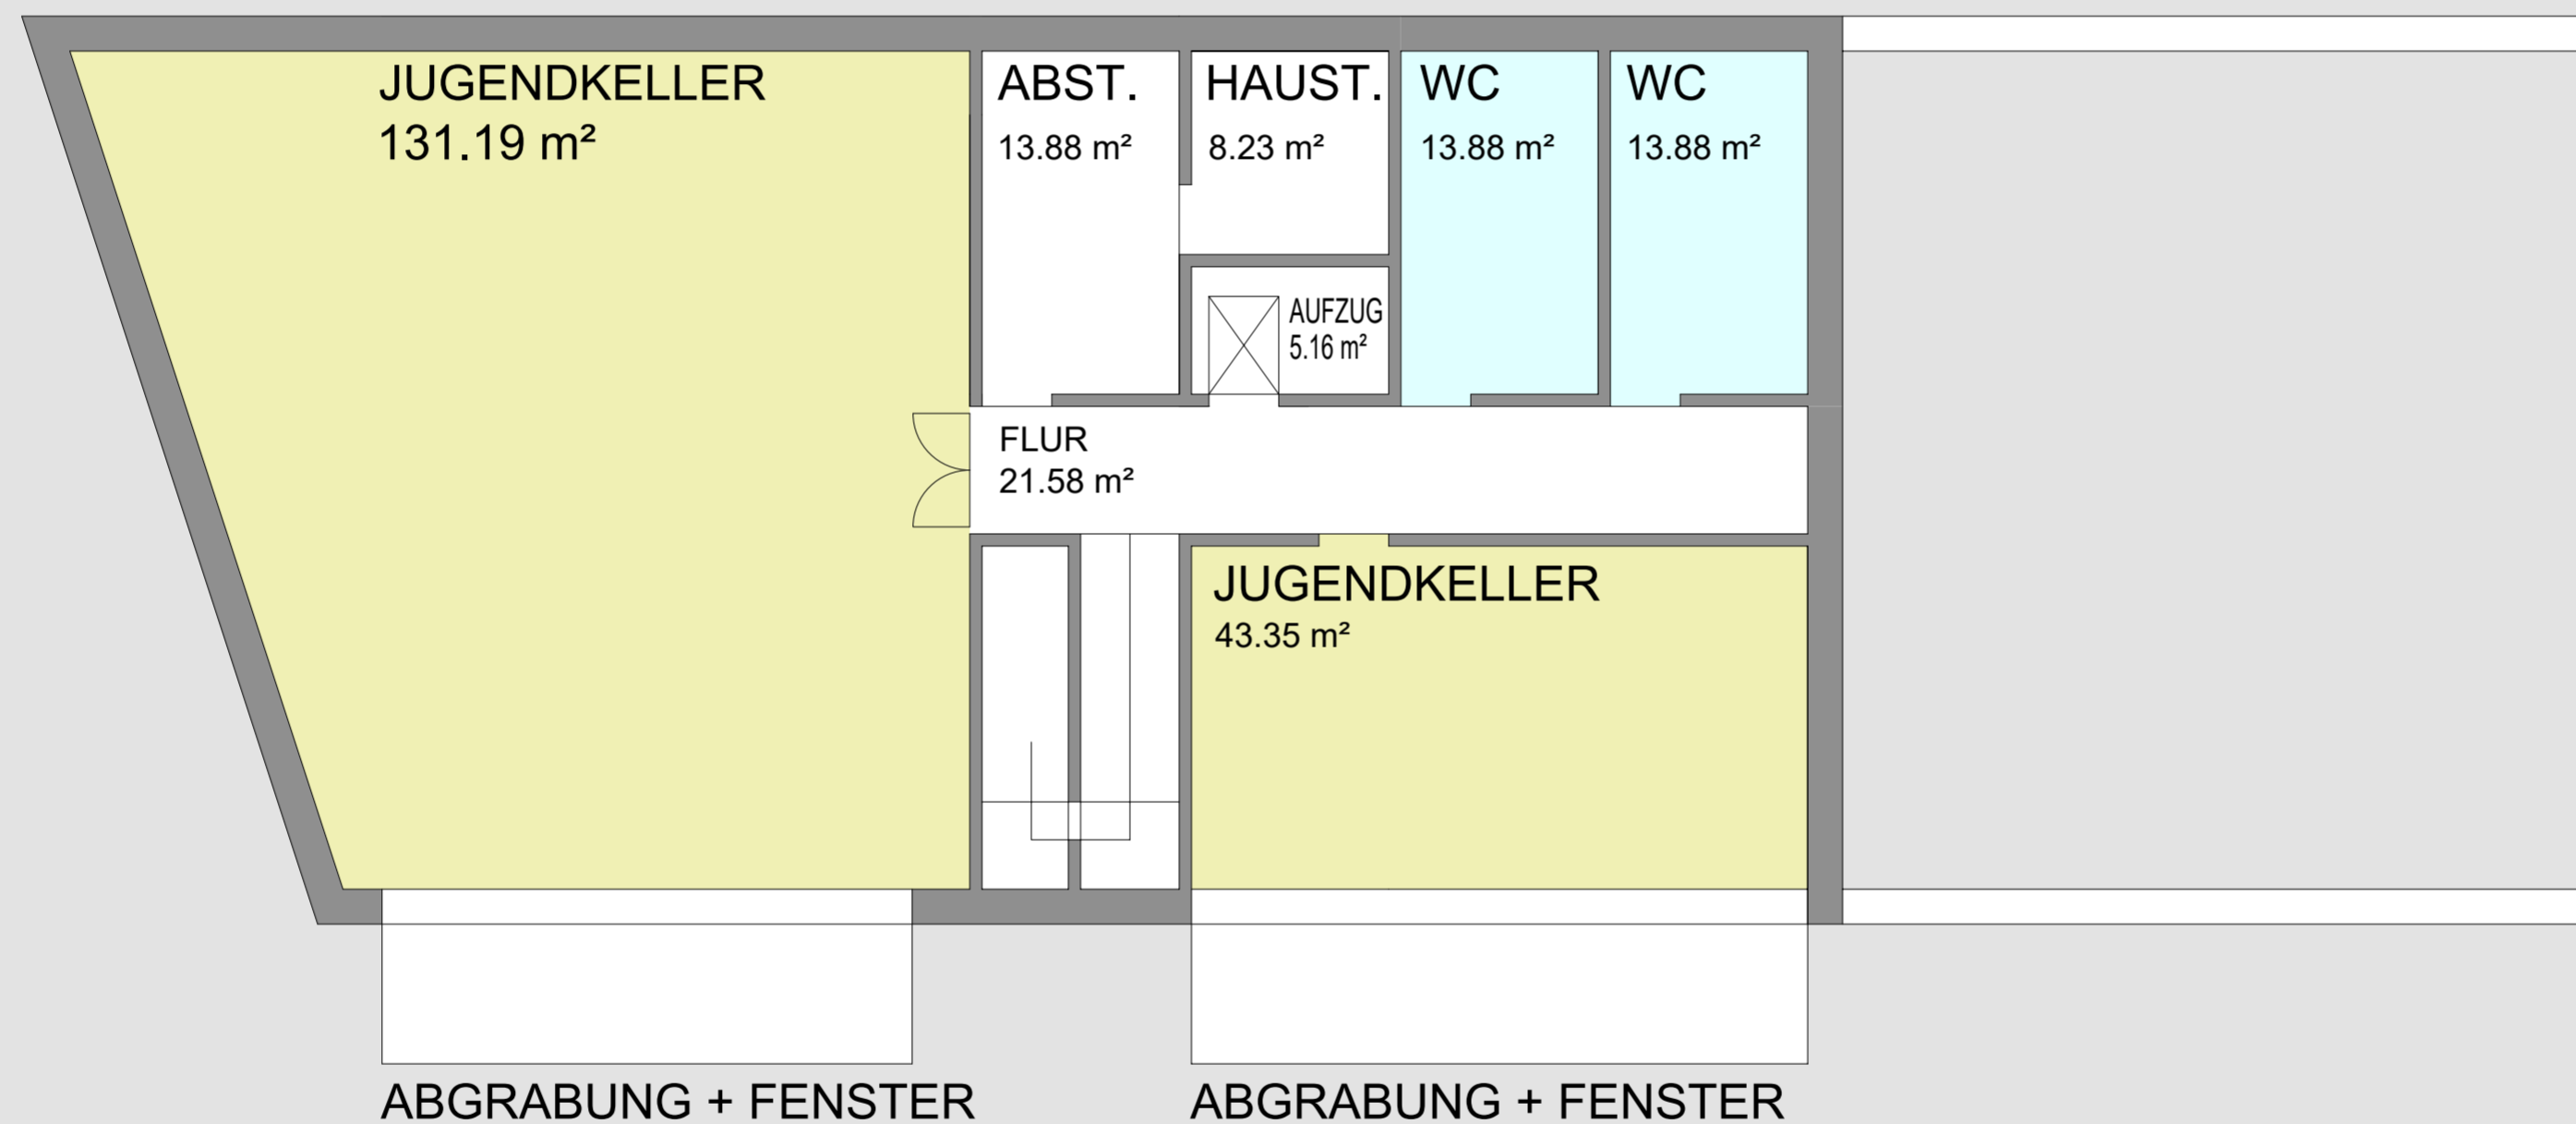 JUGENDKELLER
131.19 m²
ABST.
13.88 m²
HAUST.
8.23 m²
WC
13.88 m²
WC
13.88 m²
AUFZUG
5.16 m²
FLUR
21.58 m²
JUGENDKELLER
43.35 m²
ABGRABUNG + FENSTER
ABGRABUNG + FENSTER